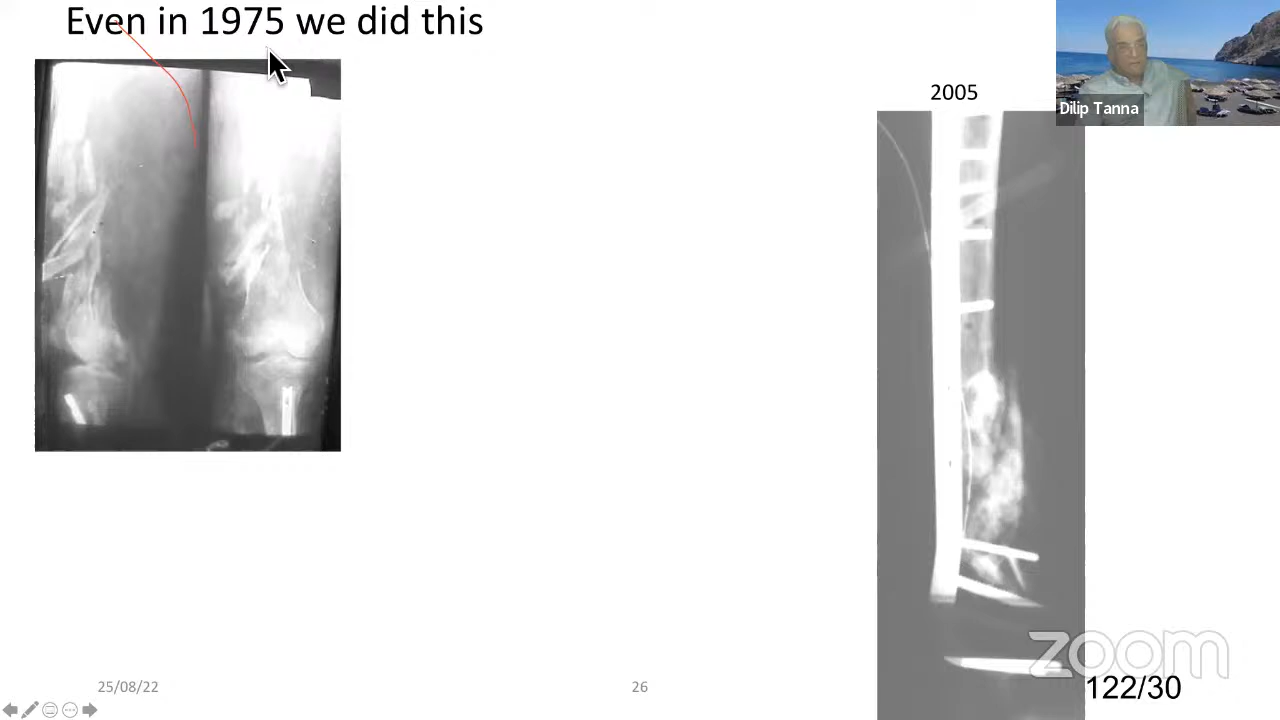 Even in 1975 we did this
2005
Dilip Tanna
zoom
25/08/22
26
122/30